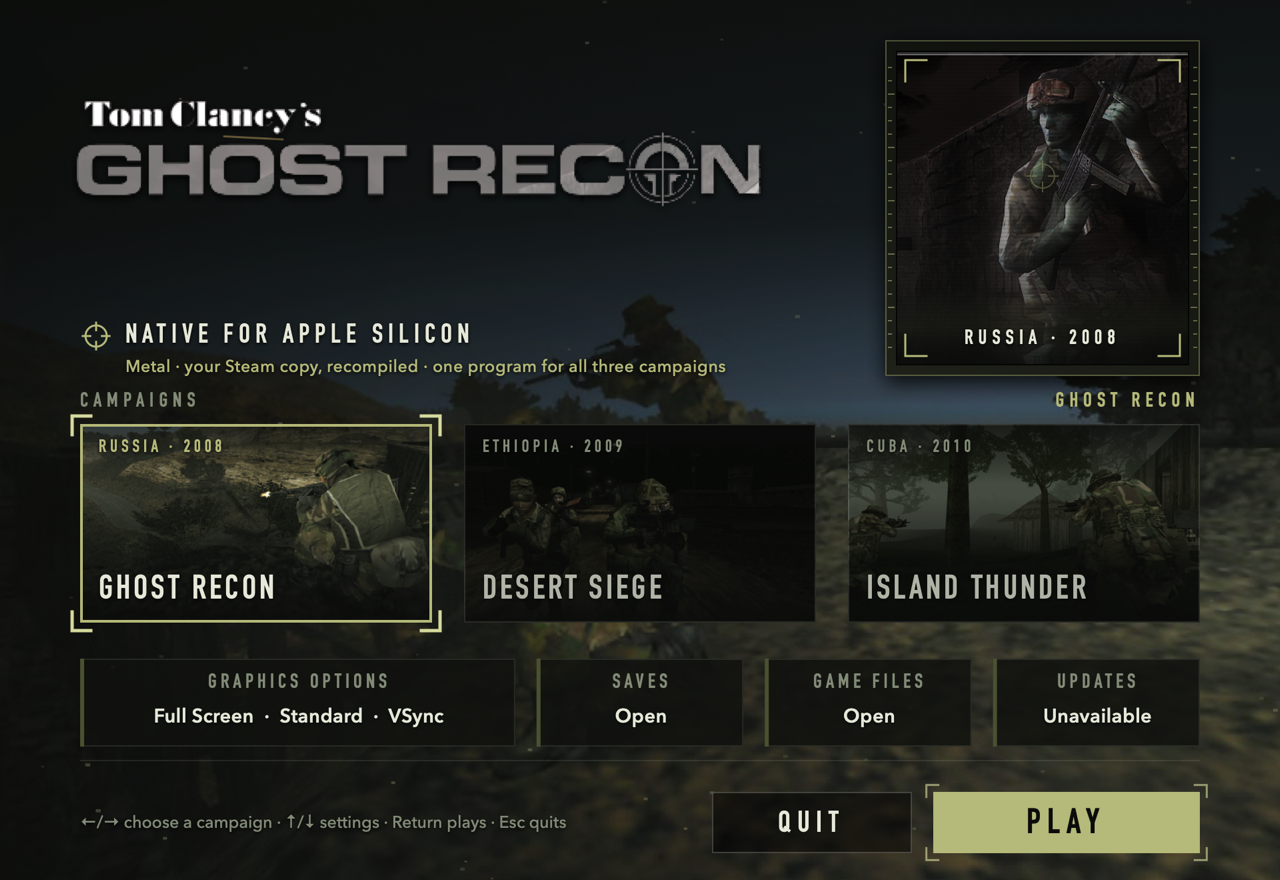 Tom Clancy's
GHOST RECON
RUSSIA · 2008
NATIVE FOR APPLE SILICON
Metal · your Steam copy, recompiled · one program for all three campaigns
CAMPAIGNS
GHOST RECON
RUSSIA · 2008
GHOST RECON
ETHIOPIA · 2009
DESERT SIEGE
CUBA · 2010
ISLAND THUNDER
GRAPHICS OPTIONS
Full Screen · Standard · VSync
SAVES
Open
GAME FILES
Open
UPDATES
Unavailable
←/→ choose a campaign · ↑/↓ settings · Return plays · Esc quits
QUIT
PLAY